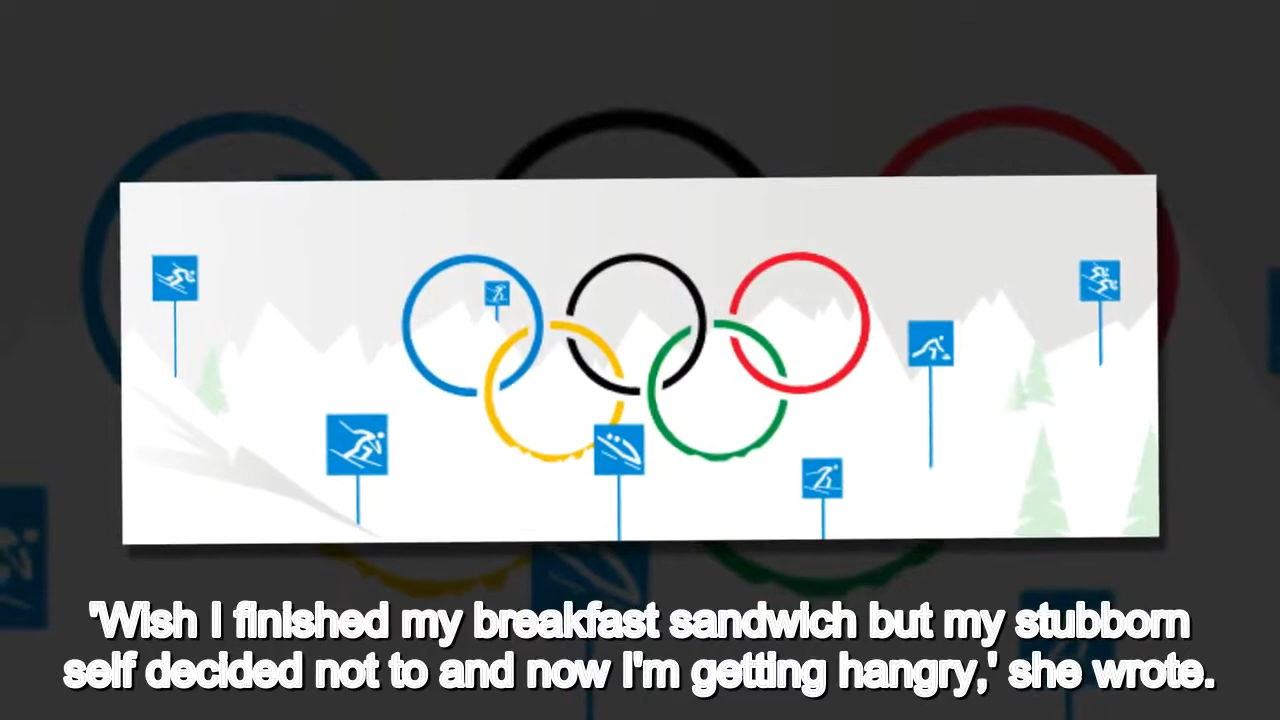 'Wish I finished my breakfast sandwich but my stubborn
self decided not to and now I'm getting hangry,' she wrote.